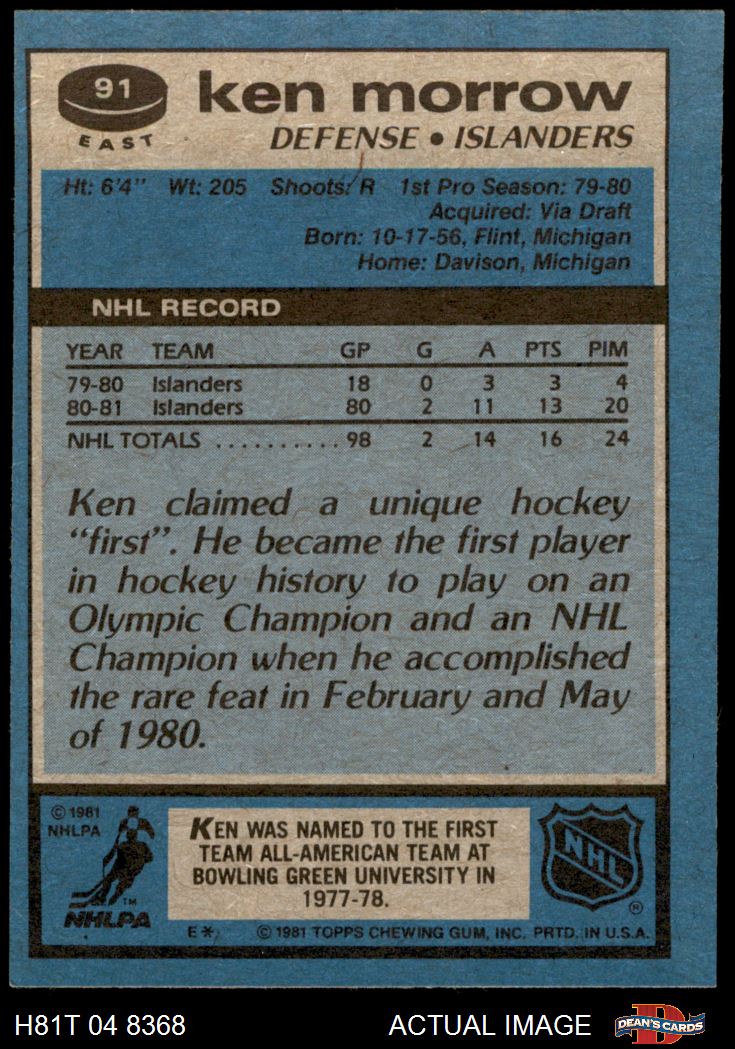 91
EAST
ken morrow
DEFENSE • ISLANDERS
Ht: 6'4" Wt: 205 Shoots: R 1st Pro Season: 79-80
Acquired: Via Draft
Born: 10-17-56, Flint, Michigan
Home: Davison, Michigan
NHL RECORD
YEAR TEAM GP G A PTS PIM
79-80 Islanders 18 0 3 3 4
80-81 Islanders 80 2 11 13 20
NHL TOTALS .......... 98 2 14 16 24
Ken claimed a unique hockey
“first”. He became the first player
in hockey history to play on an
Olympic Champion and an NHL
Champion when he accomplished
the rare feat in February and May
of 1980.
© 1981
NHLPA
TM
NHLPA
KEN WAS NAMED TO THE FIRST
TEAM ALL-AMERICAN TEAM AT
BOWLING GREEN UNIVERSITY IN
1977-78.
NHL
®
E* © 1981 TOPPS CHEWING GUM, INC. PRTD. IN U.S.A.
H81T 04 8368 ACTUAL IMAGE
D
DEAN'S CARDS